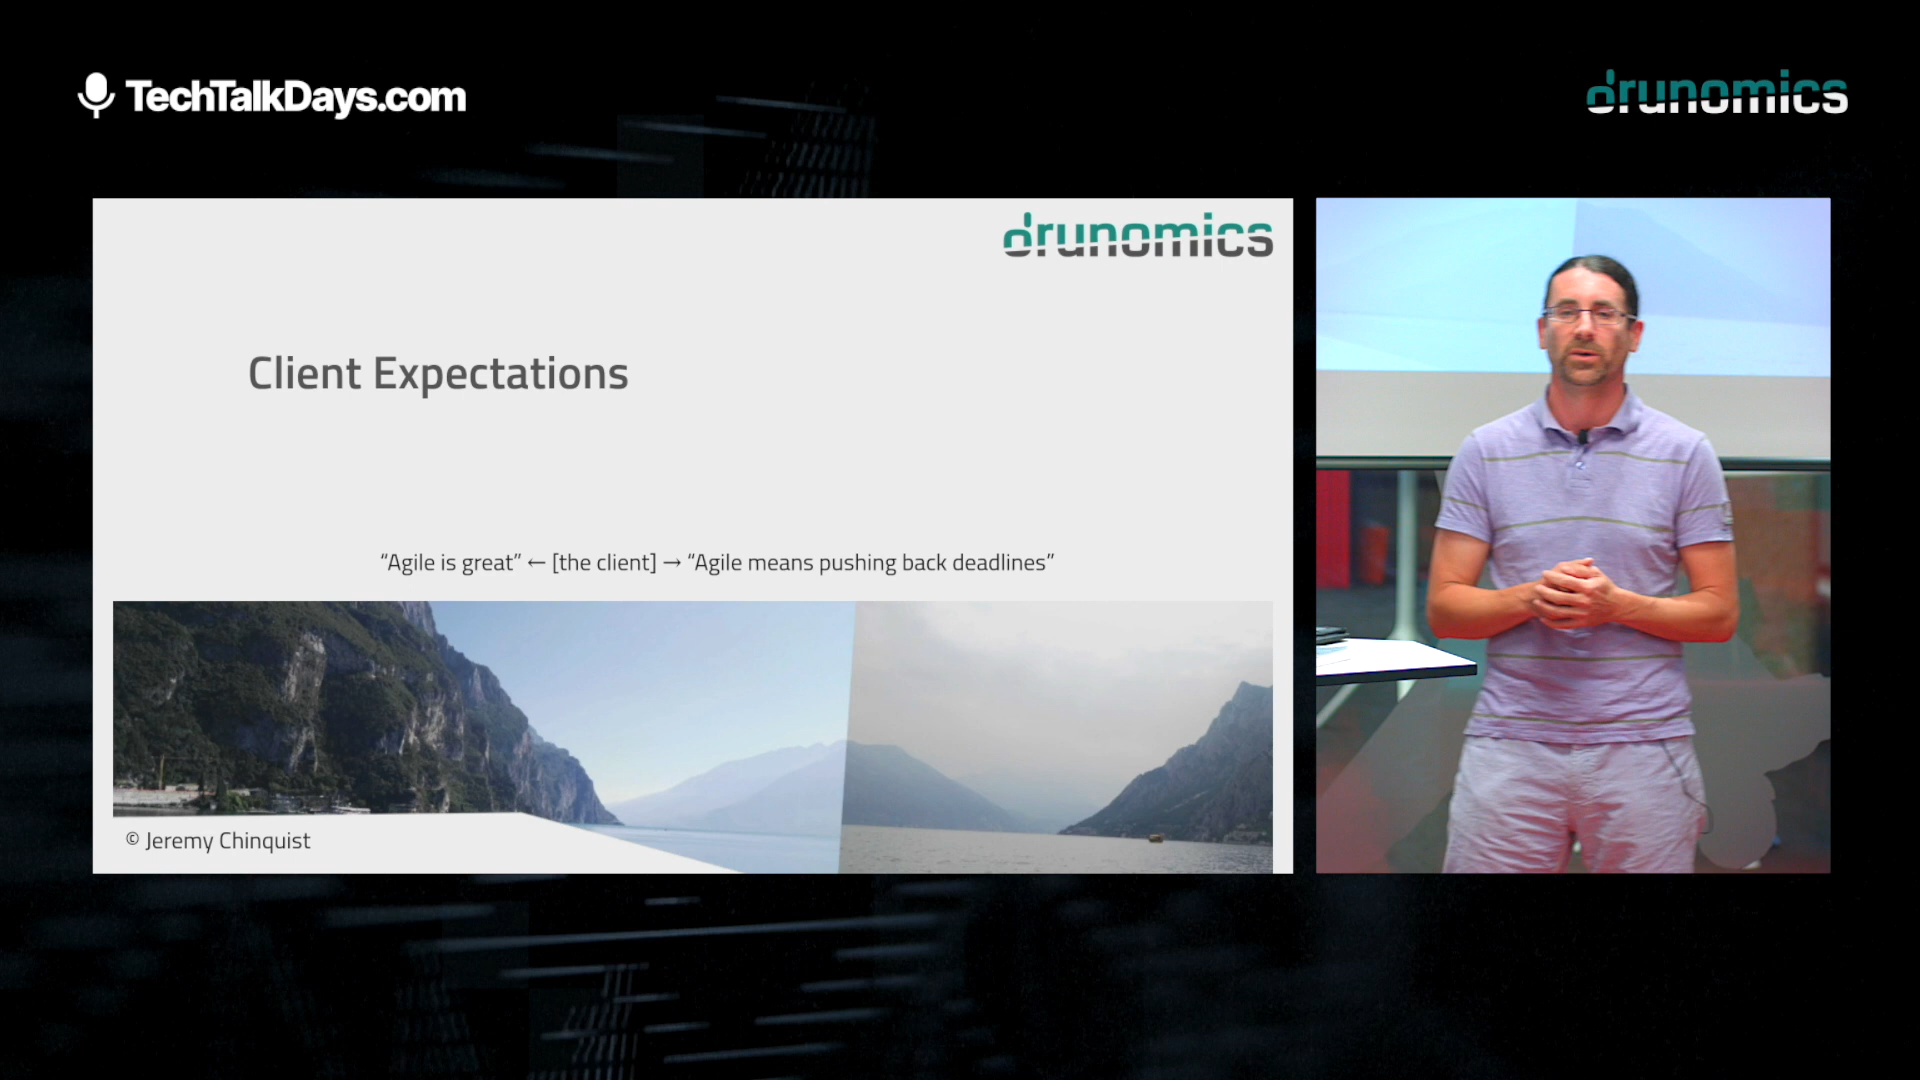 TechTalkDays.com
drunomics
drunomics
Client Expectations
“Agile is great” ← [the client] → “Agile means pushing back deadlines”
© Jeremy Chinquist